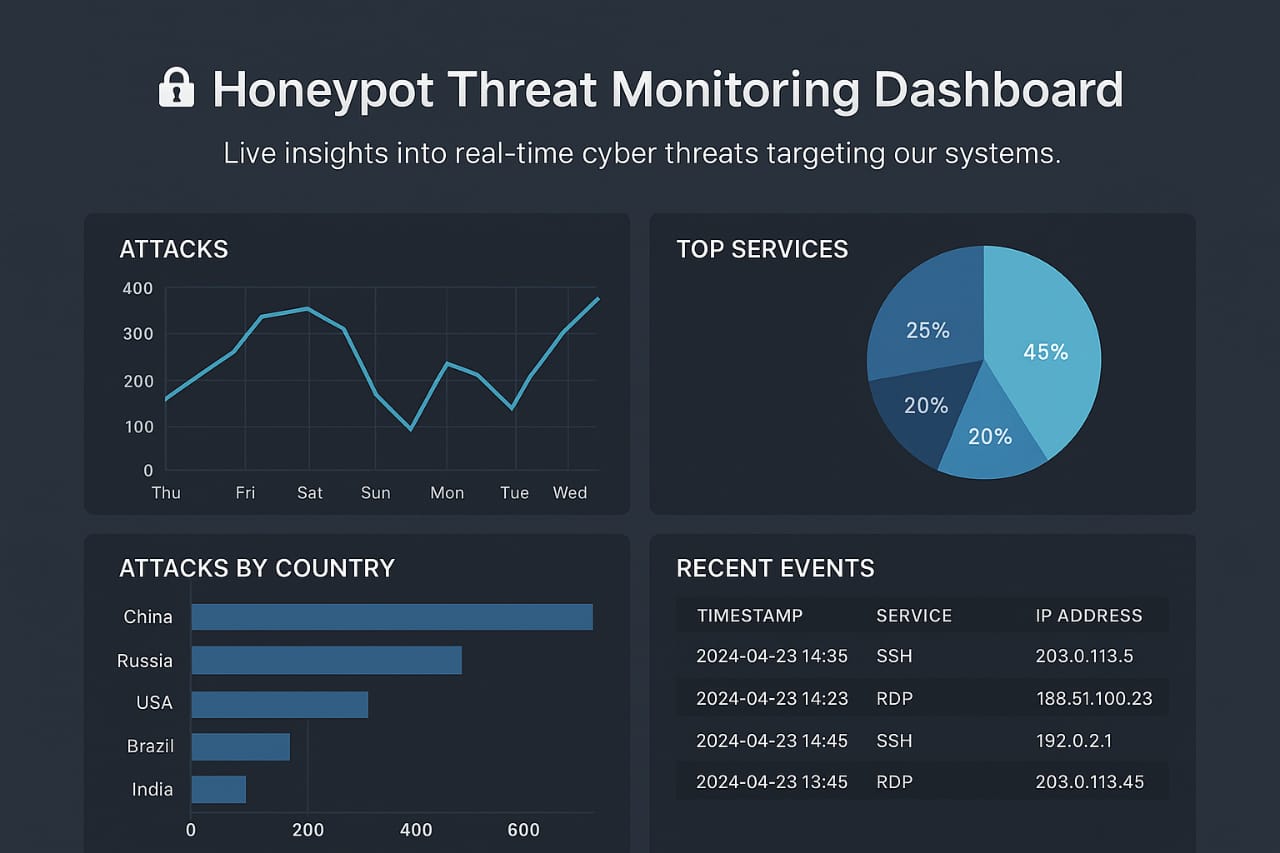 Honeypot Threat Monitoring Dashboard
Live insights into real-time cyber threats targeting our systems.
ATTACKS
400
300
200
100
0
Thu Fri Sat Sun Mon Tue Wed
TOP SERVICES
25%
45%
20%
20%
ATTACKS BY COUNTRY
China
Russia
USA
Brazil
India
0 200 400 600
RECENT EVENTS
TIMESTAMP SERVICE IP ADDRESS
2024-04-23 14:35 SSH 203.0.113.5
2024-04-23 14:23 RDP 188.51.100.23
2024-04-23 14:45 SSH 192.0.2.1
2024-04-23 13:45 RDP 203.0.113.45